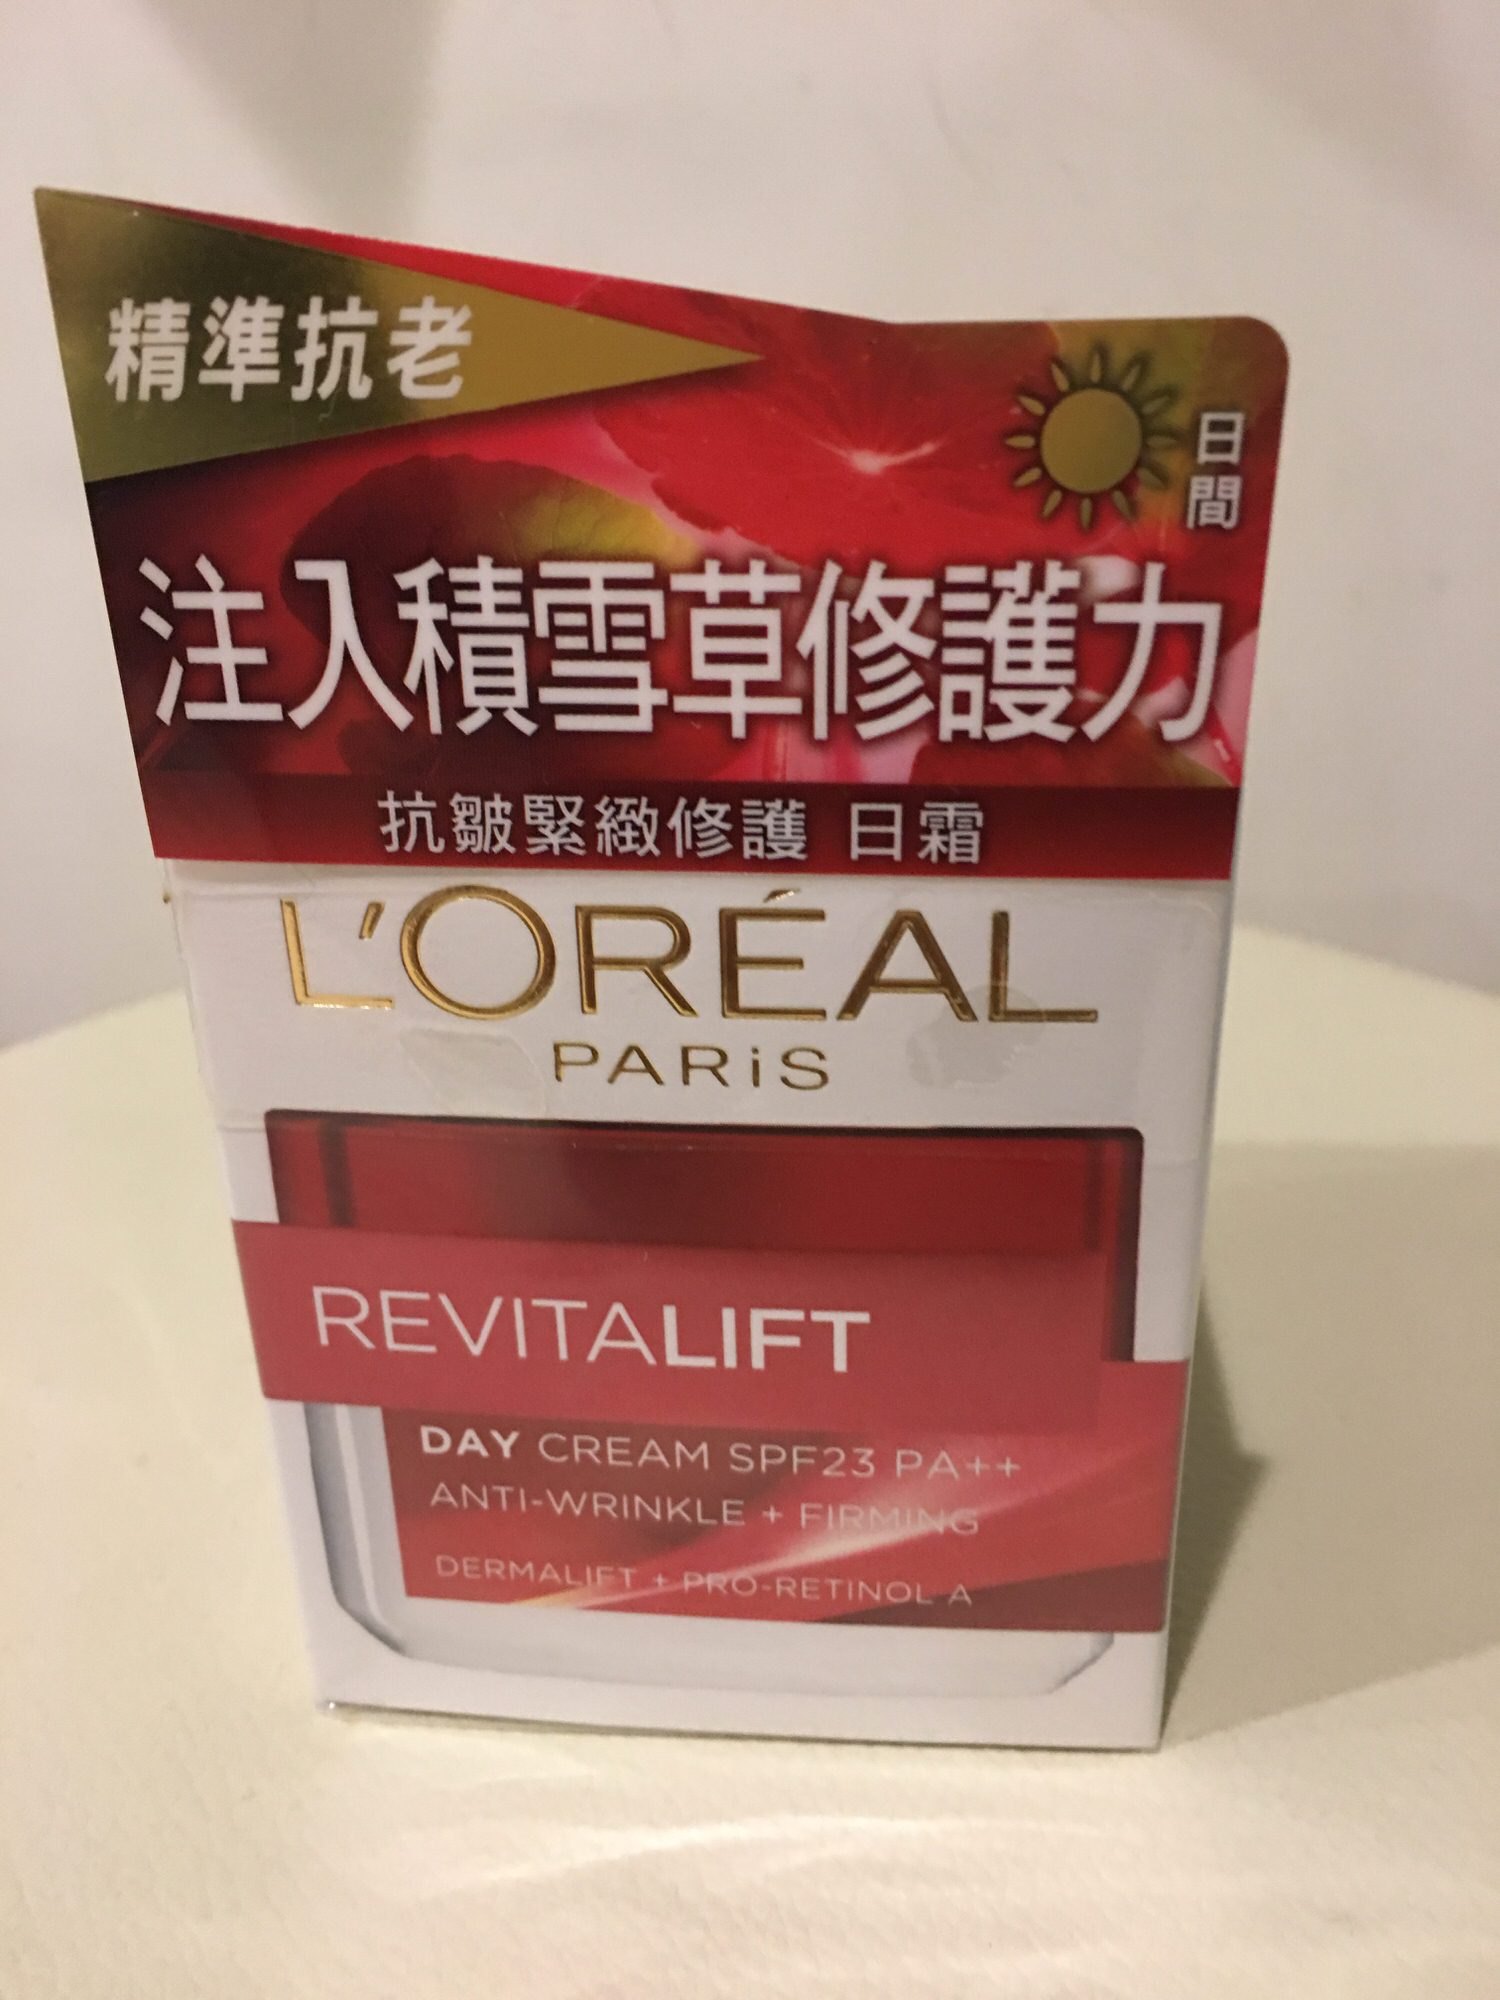 精準抗老
日間
注入積雪草修護力
抗皺緊緻修護 日霜
L'ORÉAL
PARiS
REVITALIFT
DAY CREAM SPF23 PA++
ANTI-WRINKLE + FIRMING
DERMALIFT + PRO-RETINOL A